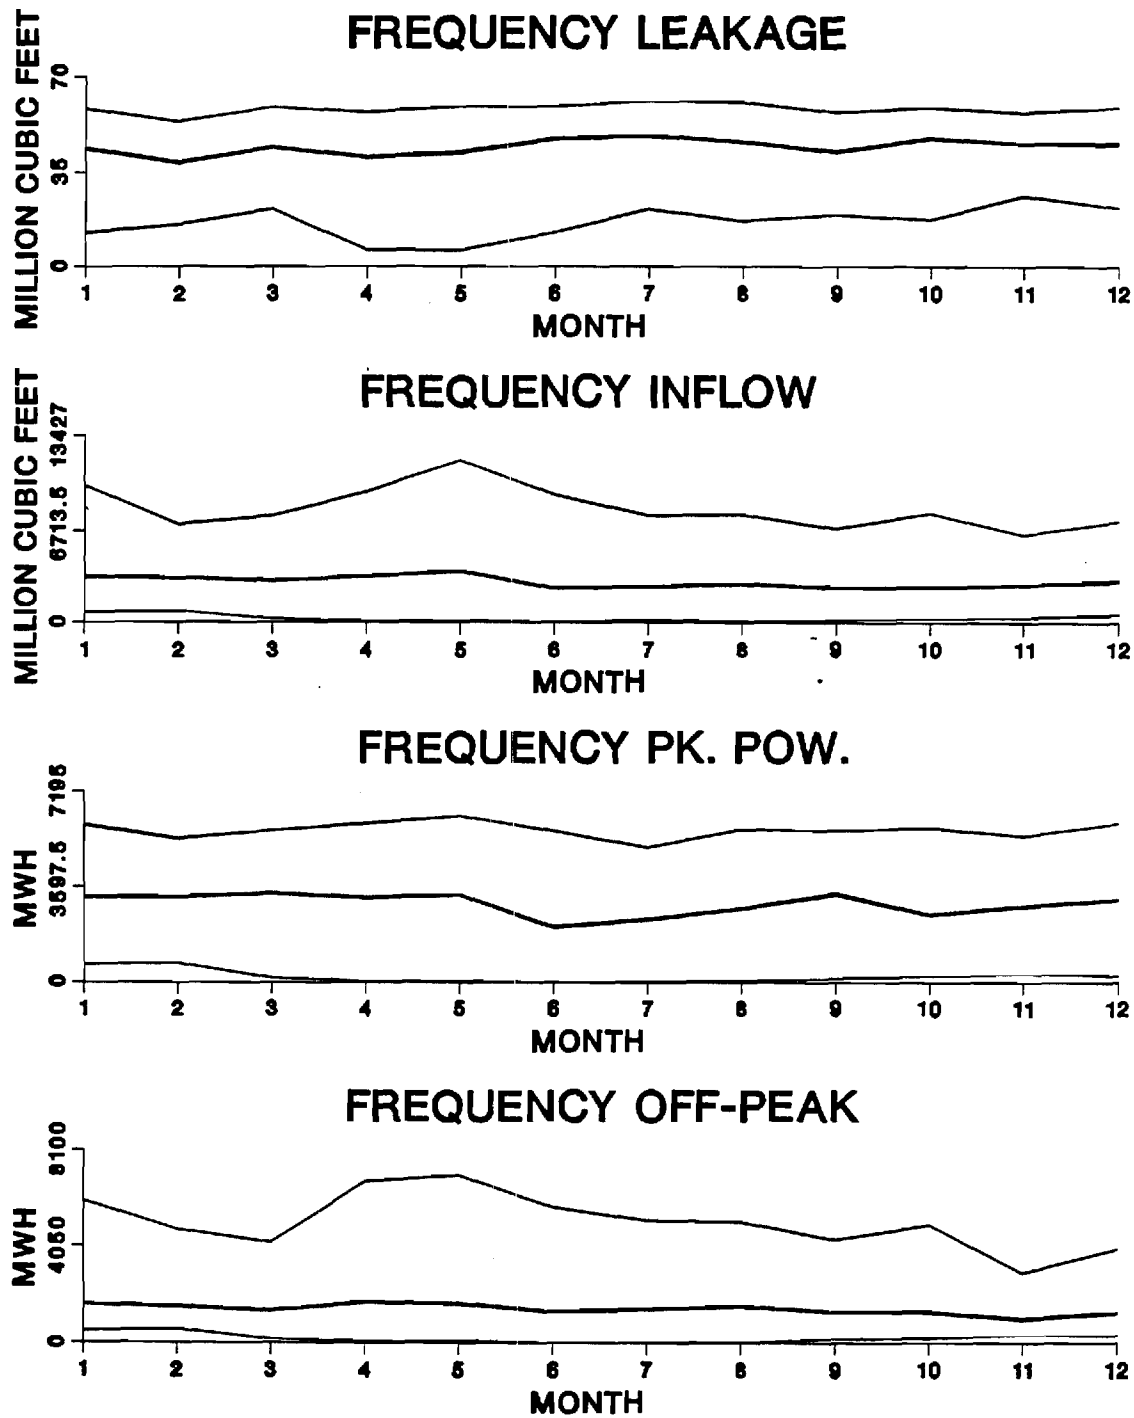 FREQUENCY LEAKAGE
MILLION CUBIC FEET
70
35
0
1 2 3 4 5 6 7 8 9 10 11 12
MONTH
FREQUENCY INFLOW
MILLION CUBIC FEET
13427
6713.5
0
1 2 3 4 5 6 7 8 9 10 11 12
MONTH
FREQUENCY PK. POW.
MWH
7195
3597.5
0
1 2 3 4 5 6 7 8 9 10 11 12
MONTH
FREQUENCY OFF-PEAK
MWH
8100
4050
0
1 2 3 4 5 6 7 8 9 10 11 12
MONTH